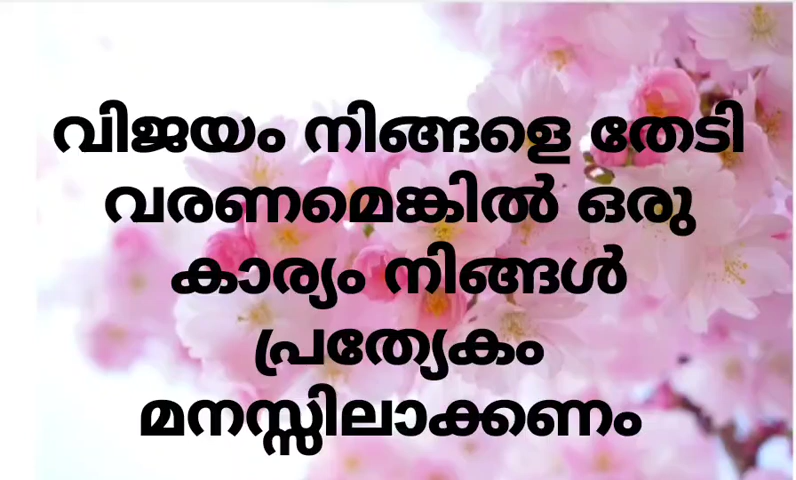 വിജയം നിങ്ങളെ തേടി
വരണമെങ്കിൽ ഒരു
കാര്യം നിങ്ങൾ
പ്രത്യേകം
മനസ്സിലാക്കണം